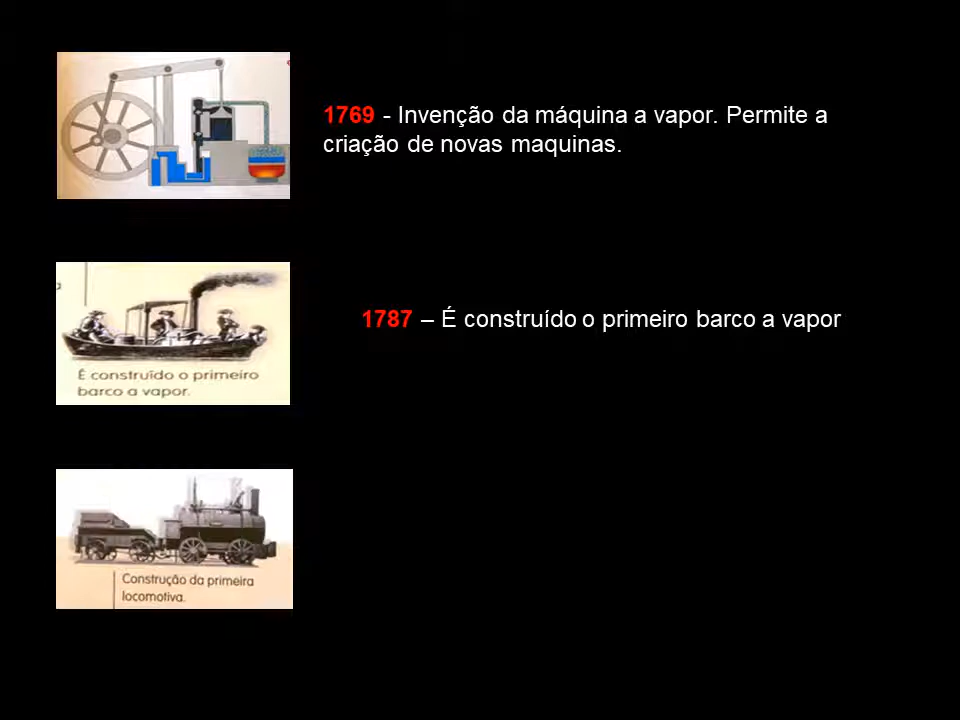 1769 - Invenção da máquina a vapor. Permite a
criação de novas maquinas.
1787 – É construído o primeiro barco a vapor
É construído o primeiro
barco a vapor.
Construção da primeira
locomotiva.